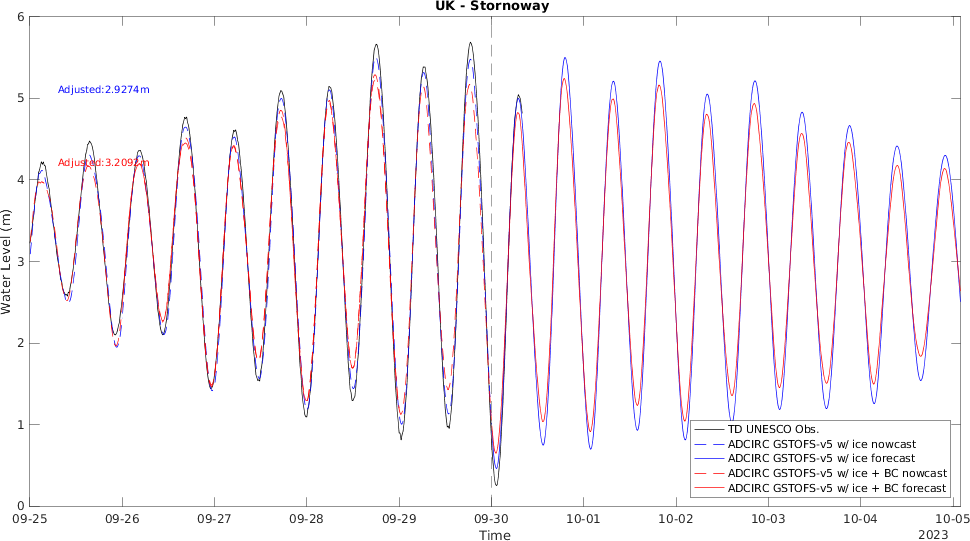 UK - Stornoway
6
5
4
3
2
1
0
Water Level (m)
Adjusted:2.9274m
Adjusted:3.2092m
TD UNESCO Obs.
ADCIRC GSTOFS-v5 w/ ice nowcast
ADCIRC GSTOFS-v5 w/ ice forecast
ADCIRC GSTOFS-v5 w/ ice + BC nowcast
ADCIRC GSTOFS-v5 w/ ice + BC forecast
09-25 09-26 09-27 09-28 09-29 09-30 10-01 10-02 10-03 10-04 10-05
Time
2023